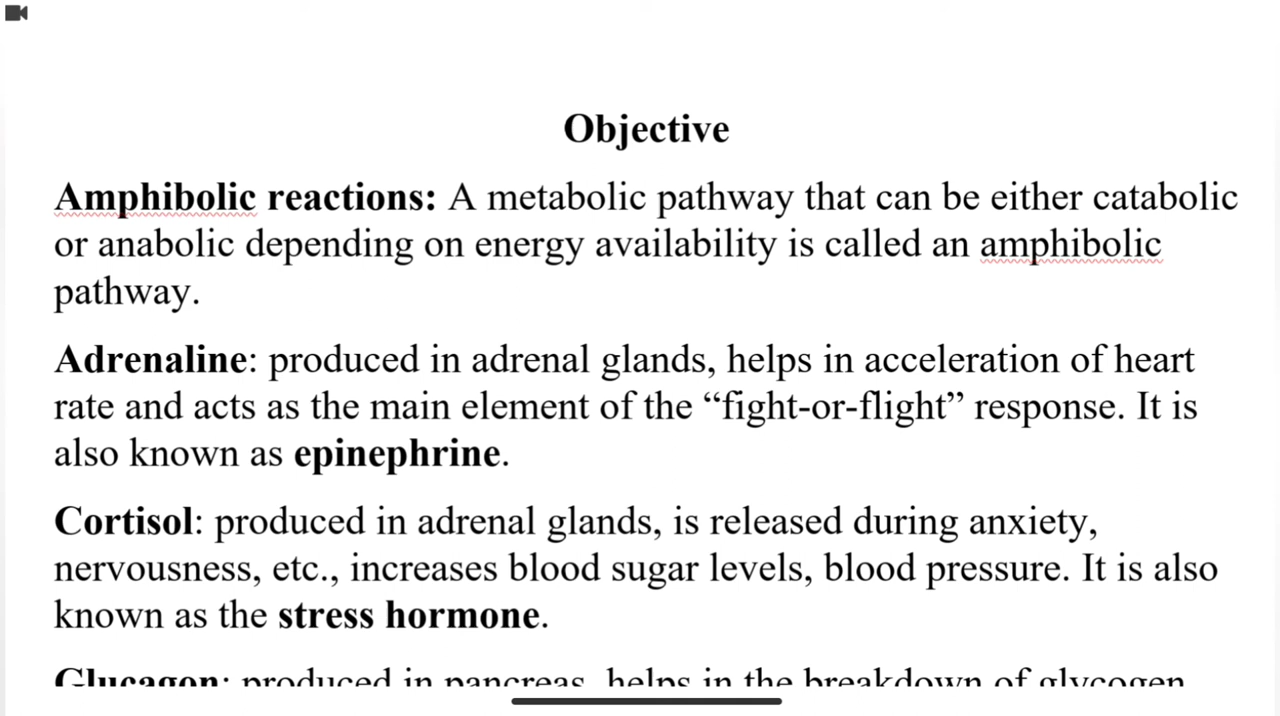 Objective
Amphibolic reactions: A metabolic pathway that can be either catabolic
or anabolic depending on energy availability is called an amphibolic
pathway.
Adrenaline: produced in adrenal glands, helps in acceleration of heart
rate and acts as the main element of the “fight-or-flight” response. It is
also known as epinephrine.
Cortisol: produced in adrenal glands, is released during anxiety,
nervousness, etc., increases blood sugar levels, blood pressure. It is also
known as the stress hormone.
Glucagon: produced in pancreas, helps in the breakdown of glycogen